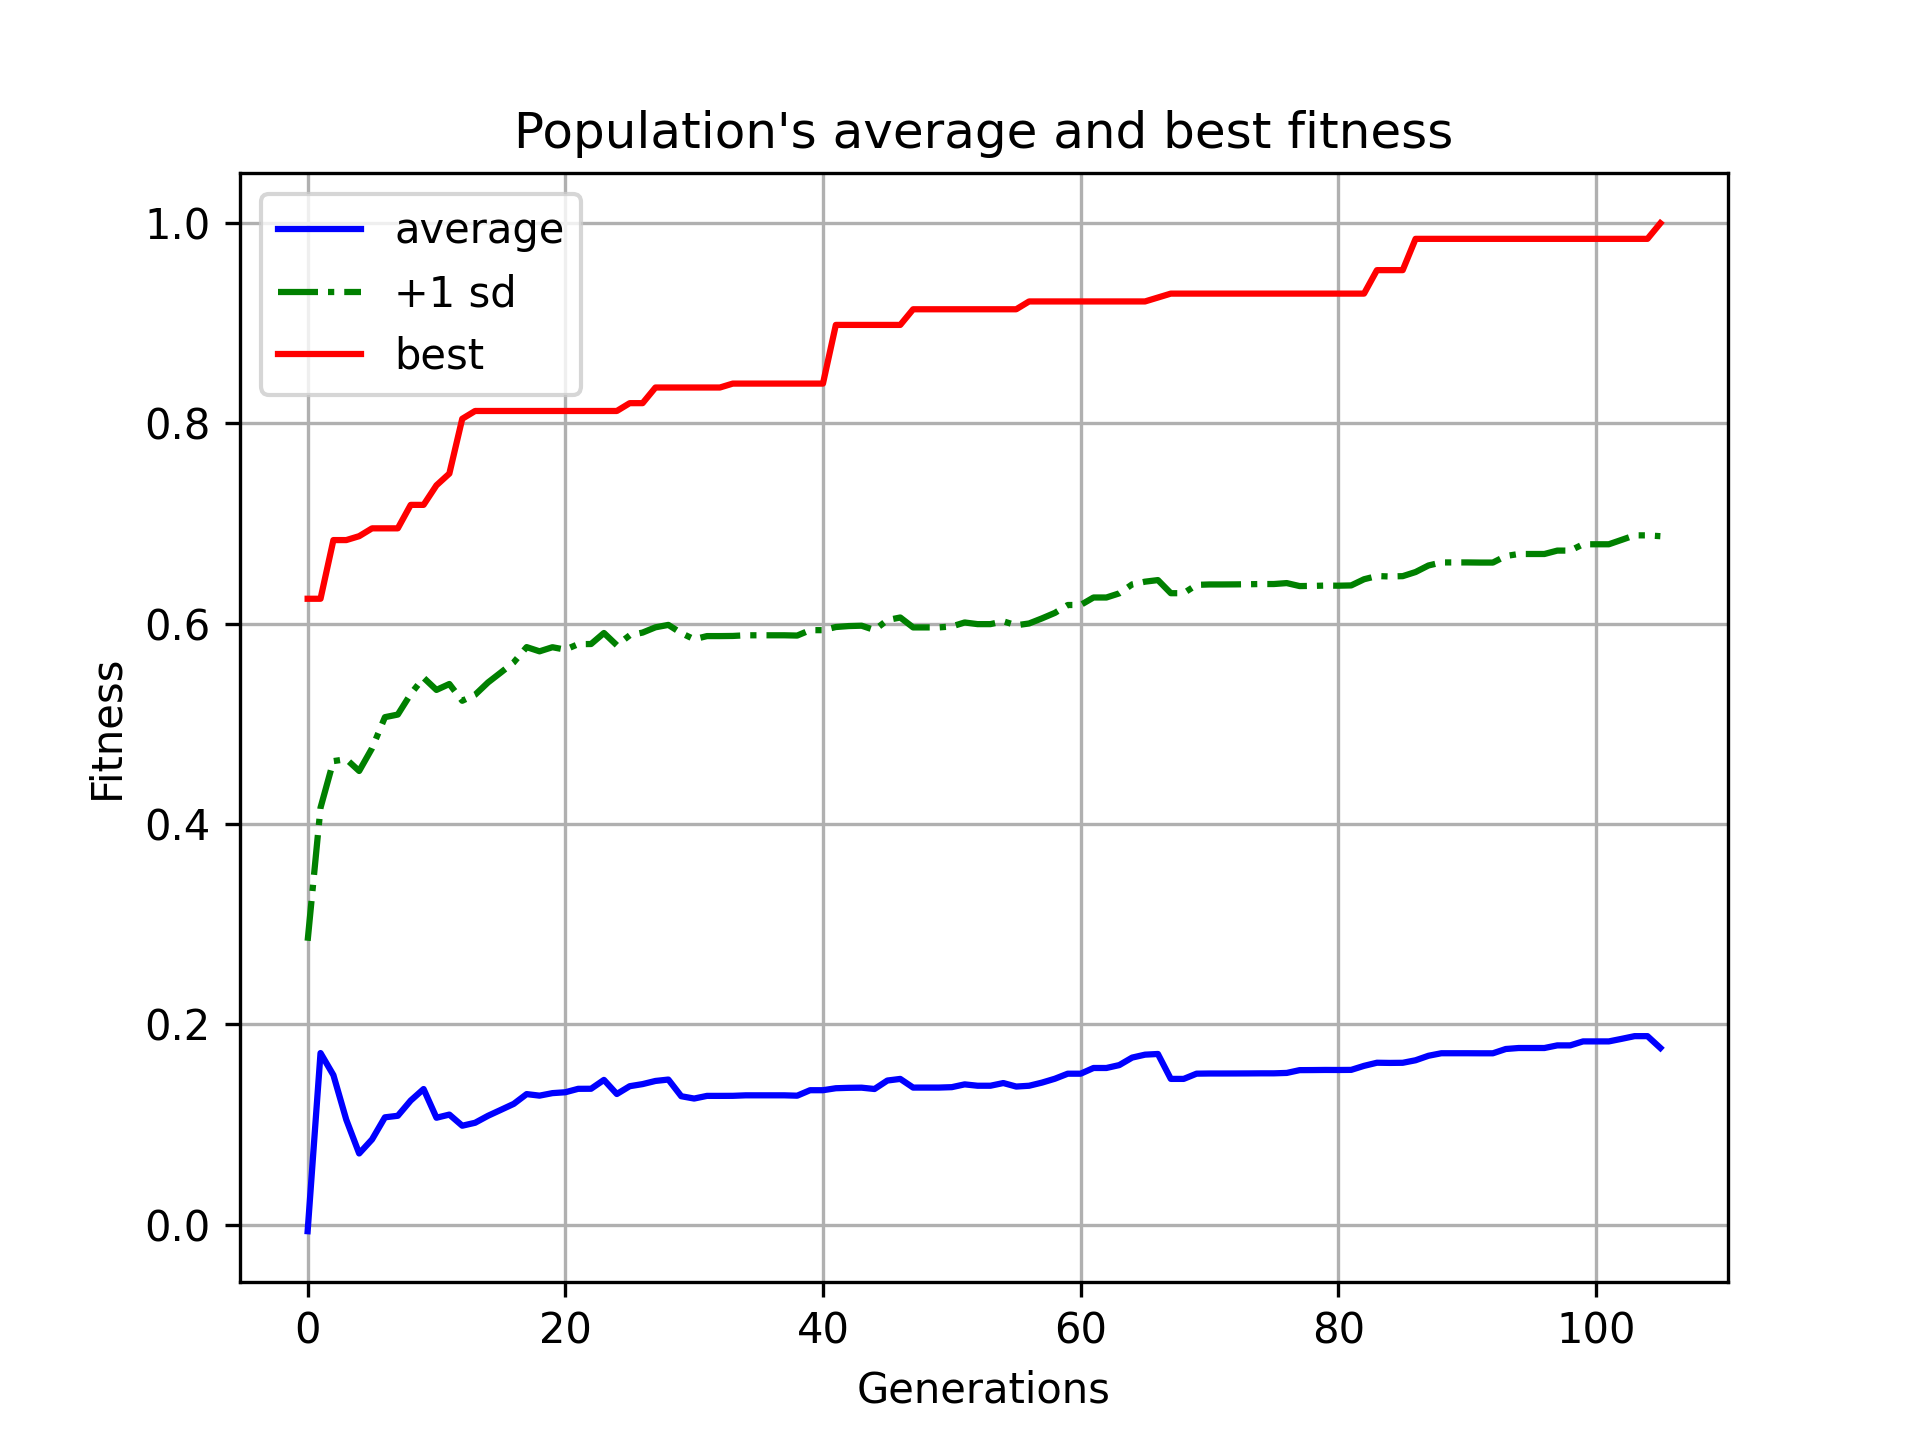 Population's average and best fitness
average
+1 sd
best
1.0
0.8
0.6
0.4
0.2
0.0
Fitness
0 20 40 60 80 100
Generations